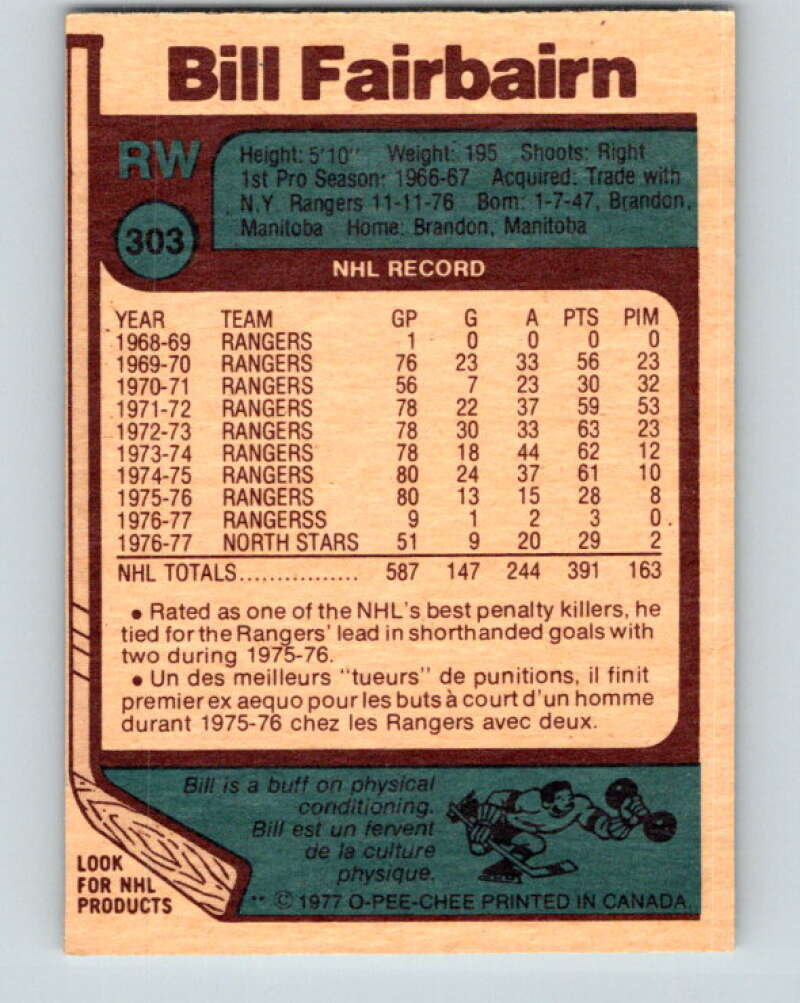 Bill Fairbairn
RW
303
Height: 5'10" Weight: 195 Shoots: Right
1st Pro Season: 1966-67 Acquired: Trade with
N.Y. Rangers 11-11-76 Born: 1-7-47, Brandon,
Manitoba Home: Brandon, Manitoba
NHL RECORD
YEAR TEAM GP G A PTS PIM
1968-69 RANGERS 1 0 0 0 0
1969-70 RANGERS 76 23 33 56 23
1970-71 RANGERS 56 7 23 30 32
1971-72 RANGERS 78 22 37 59 53
1972-73 RANGERS 78 30 33 63 23
1973-74 RANGERS 78 18 44 62 12
1974-75 RANGERS 80 24 37 61 10
1975-76 RANGERS 80 13 15 28 8
1976-77 RANGERSS 9 1 2 3 0
1976-77 NORTH STARS 51 9 20 29 2
NHL TOTALS................ 587 147 244 391 163
• Rated as one of the NHL's best penalty killers, he
tied for the Rangers' lead in shorthanded goals with
two during 1975-76.
• Un des meilleurs "tueurs" de punitions, il finit
premier ex aequo pour les buts à court d'un homme
durant 1975-76 chez les Rangers avec deux.
Bill is a buff on physical
conditioning.
Bill est un fervent
de la culture
physique.
LOOK
FOR NHL
PRODUCTS
** © 1977 O-PEE-CHEE PRINTED IN CANADA.